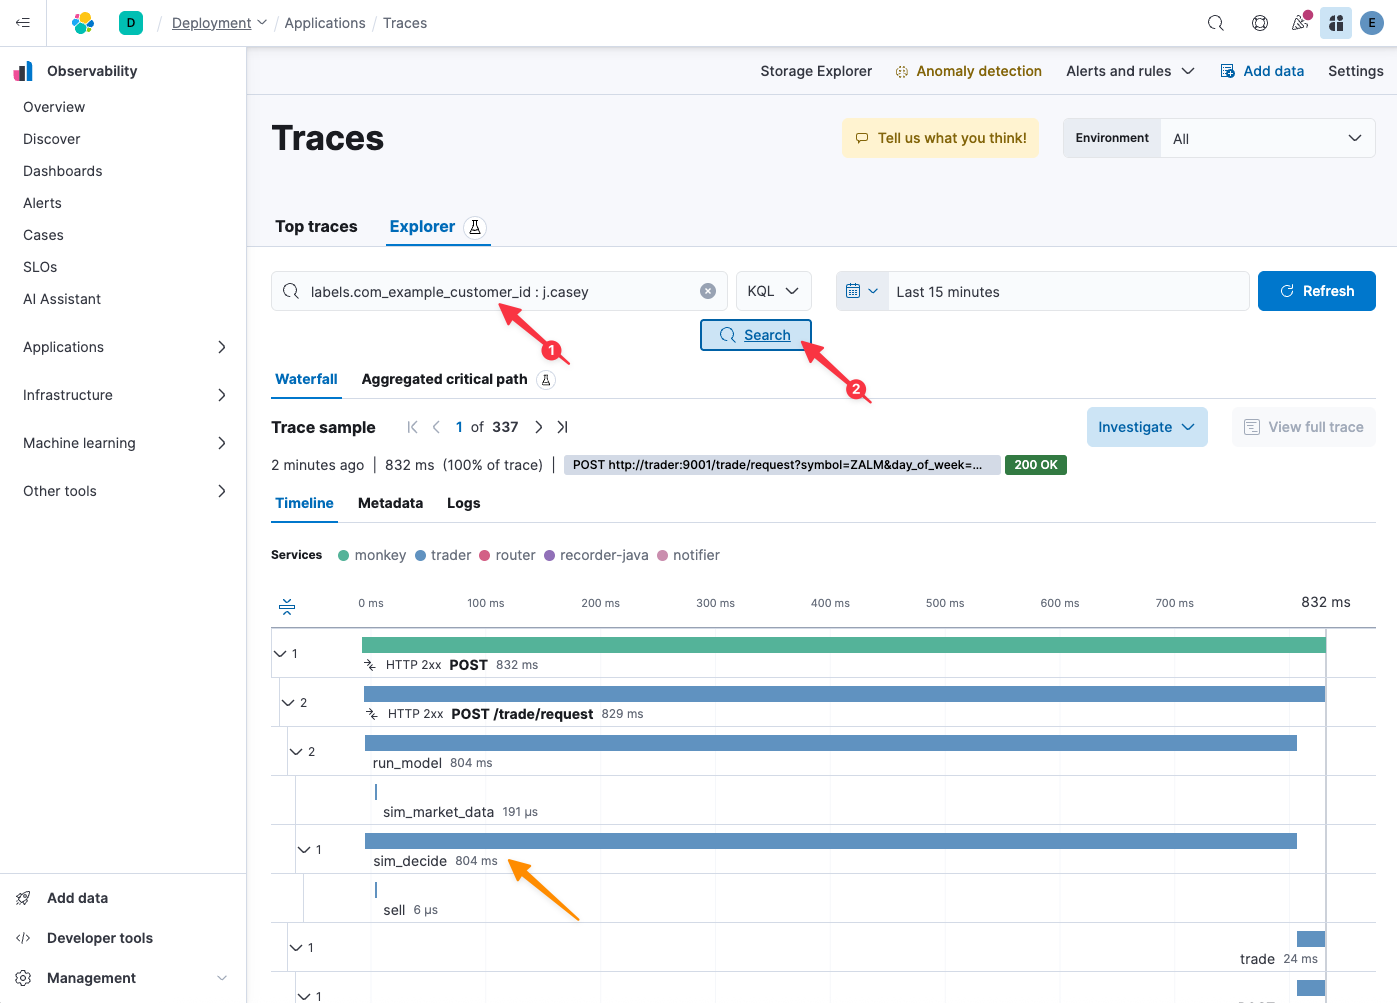 D / Deployment / Applications / Traces
E
Observability
Overview
Discover
Dashboards
Alerts
Cases
SLOs
AI Assistant
Applications
Infrastructure
Machine learning
Other tools
Add data
Developer tools
Management
Storage Explorer Anomaly detection Alerts and rules Add data Settings
Traces
Tell us what you think!
Environment All
Top traces Explorer
labels.com_example_customer_id : j.casey KQL Last 15 minutes Refresh
Search
1
2
Waterfall Aggregated critical path
Trace sample 1 of 337 Investigate View full trace
2 minutes ago | 832 ms (100% of trace) | POST http://trader:9001/trade/request?symbol=ZALM&day_of_week=... 200 OK
Timeline Metadata Logs
Services monkey trader router recorder-java notifier
0 ms 100 ms 200 ms 300 ms 400 ms 500 ms 600 ms 700 ms 832 ms
1
HTTP 2xx POST 832 ms
2
HTTP 2xx POST /trade/request 829 ms
2
run_model 804 ms
sim_market_data 191 μs
1
sim_decide 804 ms
sell 6 μs
1
trade 24 ms
1